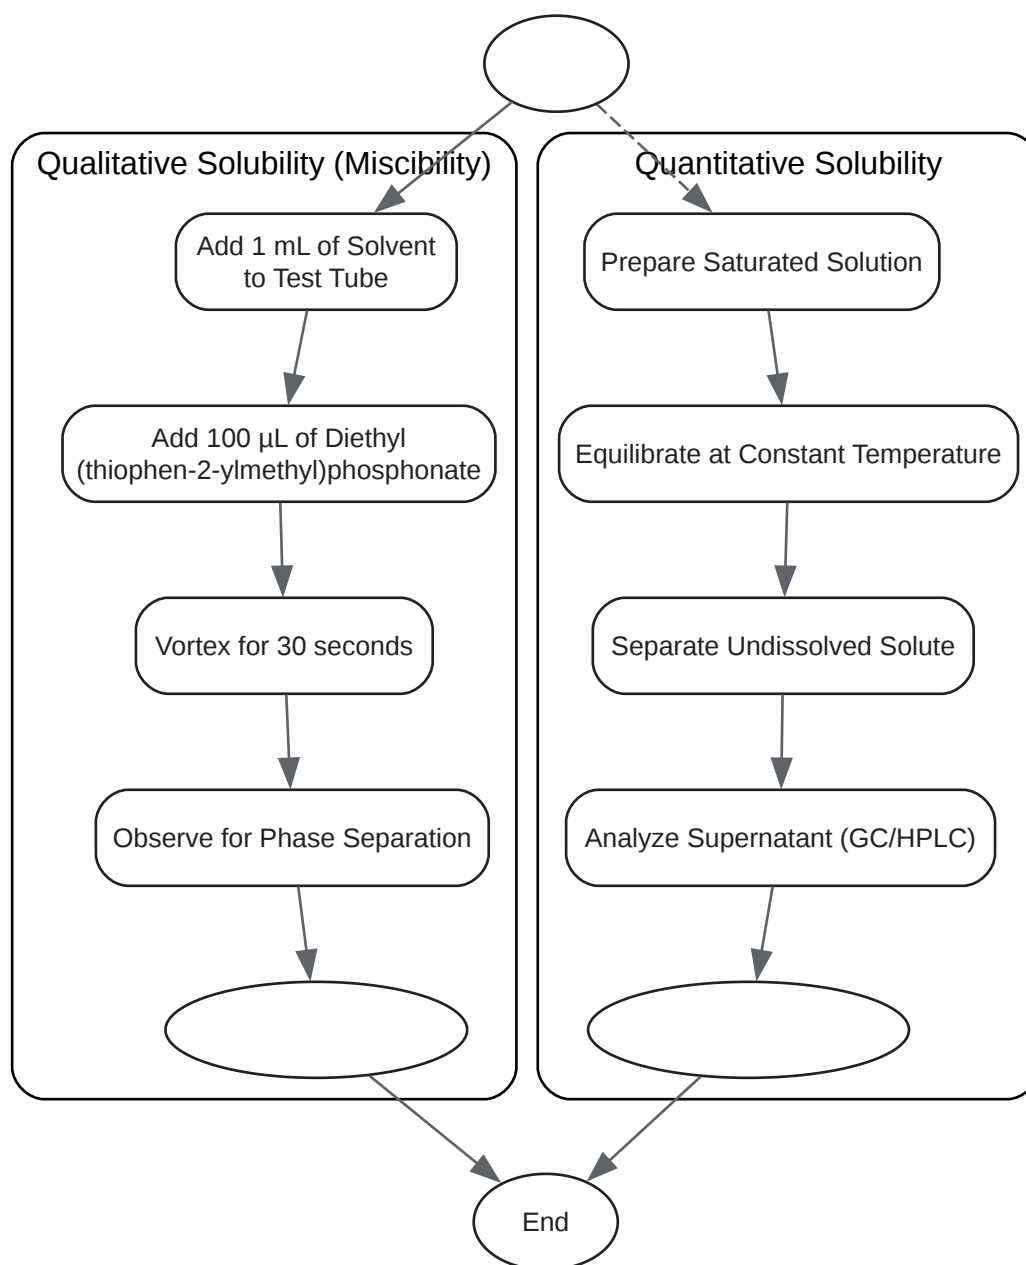 Qualitative Solubility (Miscibility)
Add 1 mL of Solvent
to Test Tube
Add 100 µL of Diethyl
(thiophen-2-ylmethyl)phosphonate
Vortex for 30 seconds
Observe for Phase Separation
Quantitative Solubility
Prepare Saturated Solution
Equilibrate at Constant Temperature
Separate Undissolved Solute
Analyze Supernatant (GC/HPLC)
End